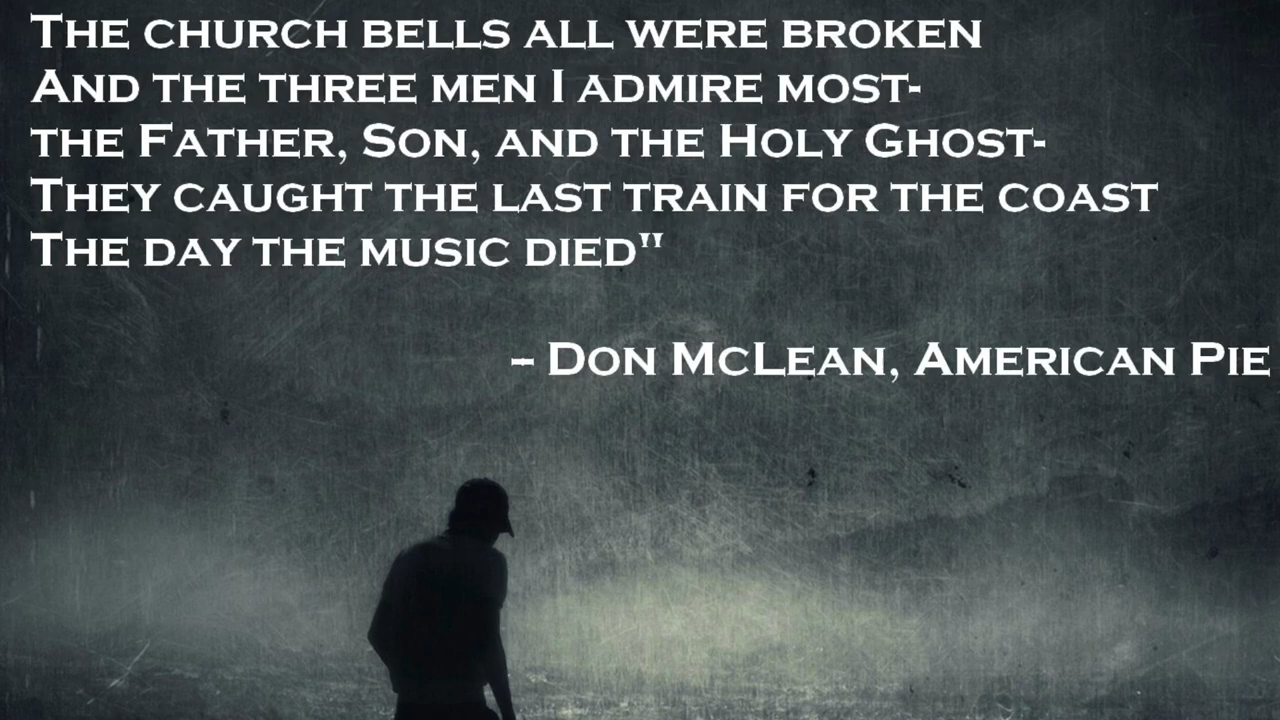 The church bells all were broken
And the three men I admire most-
the Father, Son, and the Holy Ghost-
They caught the last train for the coast
The day the music died"
– Don McLean, American Pie